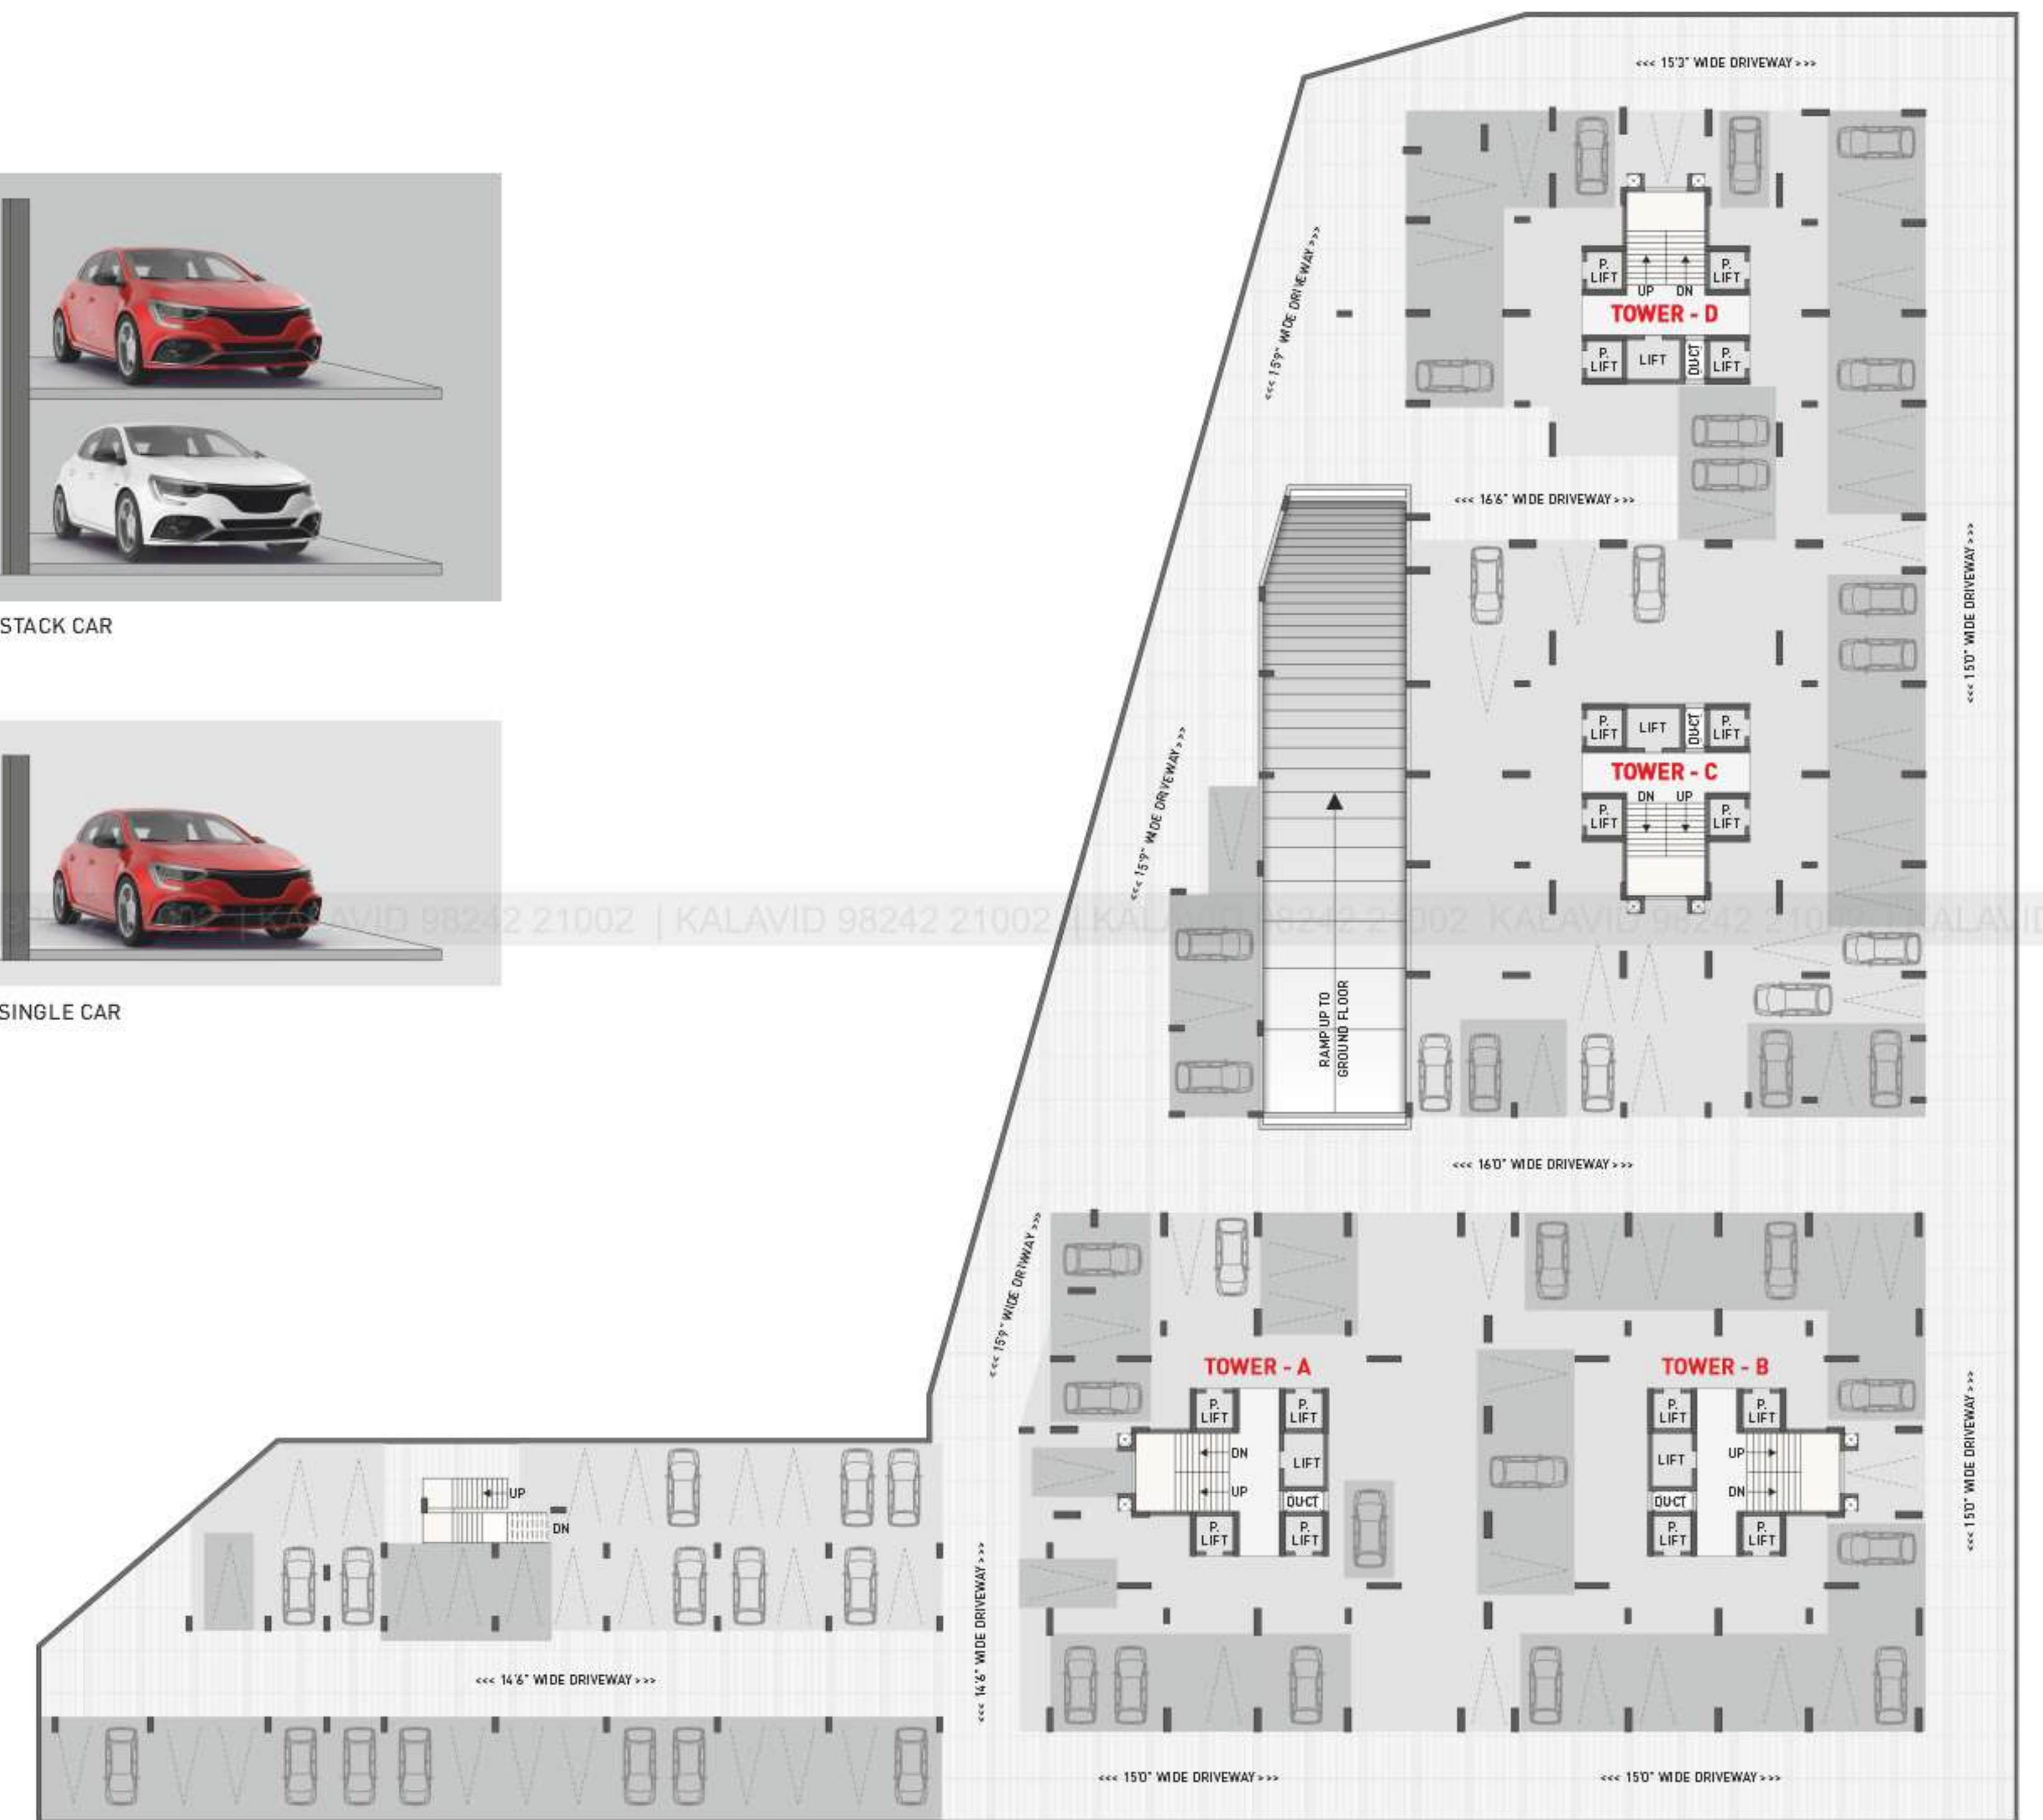 <<< 15'3" WIDE DRIVEWAY >>>
<<< 15'9" WIDE DRIVEWAY >>>
P. LIFT
P. LIFT
UP DN
TOWER - D
P. LIFT
LIFT
DUCT
P. LIFT
<<< 16'6" WIDE DRIVEWAY >>>
STACK CAR
<<< 15'0" WIDE DRIVEWAY >>>
P. LIFT
LIFT
DUCT
P. LIFT
TOWER - C
DN UP
P. LIFT
P. LIFT
<<< 15'9" WIDE DRIVEWAY >>>
KALAVID 98242 21002 | KALAVID 98242 21002
SINGLE CAR
RAMP UP TO
GROUND FLOOR
<<< 16'0" WIDE DRIVEWAY >>>
<<< 15'9" WIDE DRIVEWAY >>>
TOWER - A
P. LIFT
P. LIFT
DN
LIFT
UP
DUCT
P. LIFT
P. LIFT
TOWER - B
P. LIFT
P. LIFT
LIFT
UP
DUCT
DN
P. LIFT
P. LIFT
<<< 15'0" WIDE DRIVEWAY >>>
UP
DN
<<< 14'6" WIDE DRIVEWAY >>>
<<< 14'6" WIDE DRIVEWAY >>>
<<< 15'0" WIDE DRIVEWAY >>>
<<< 15'0" WIDE DRIVEWAY >>>